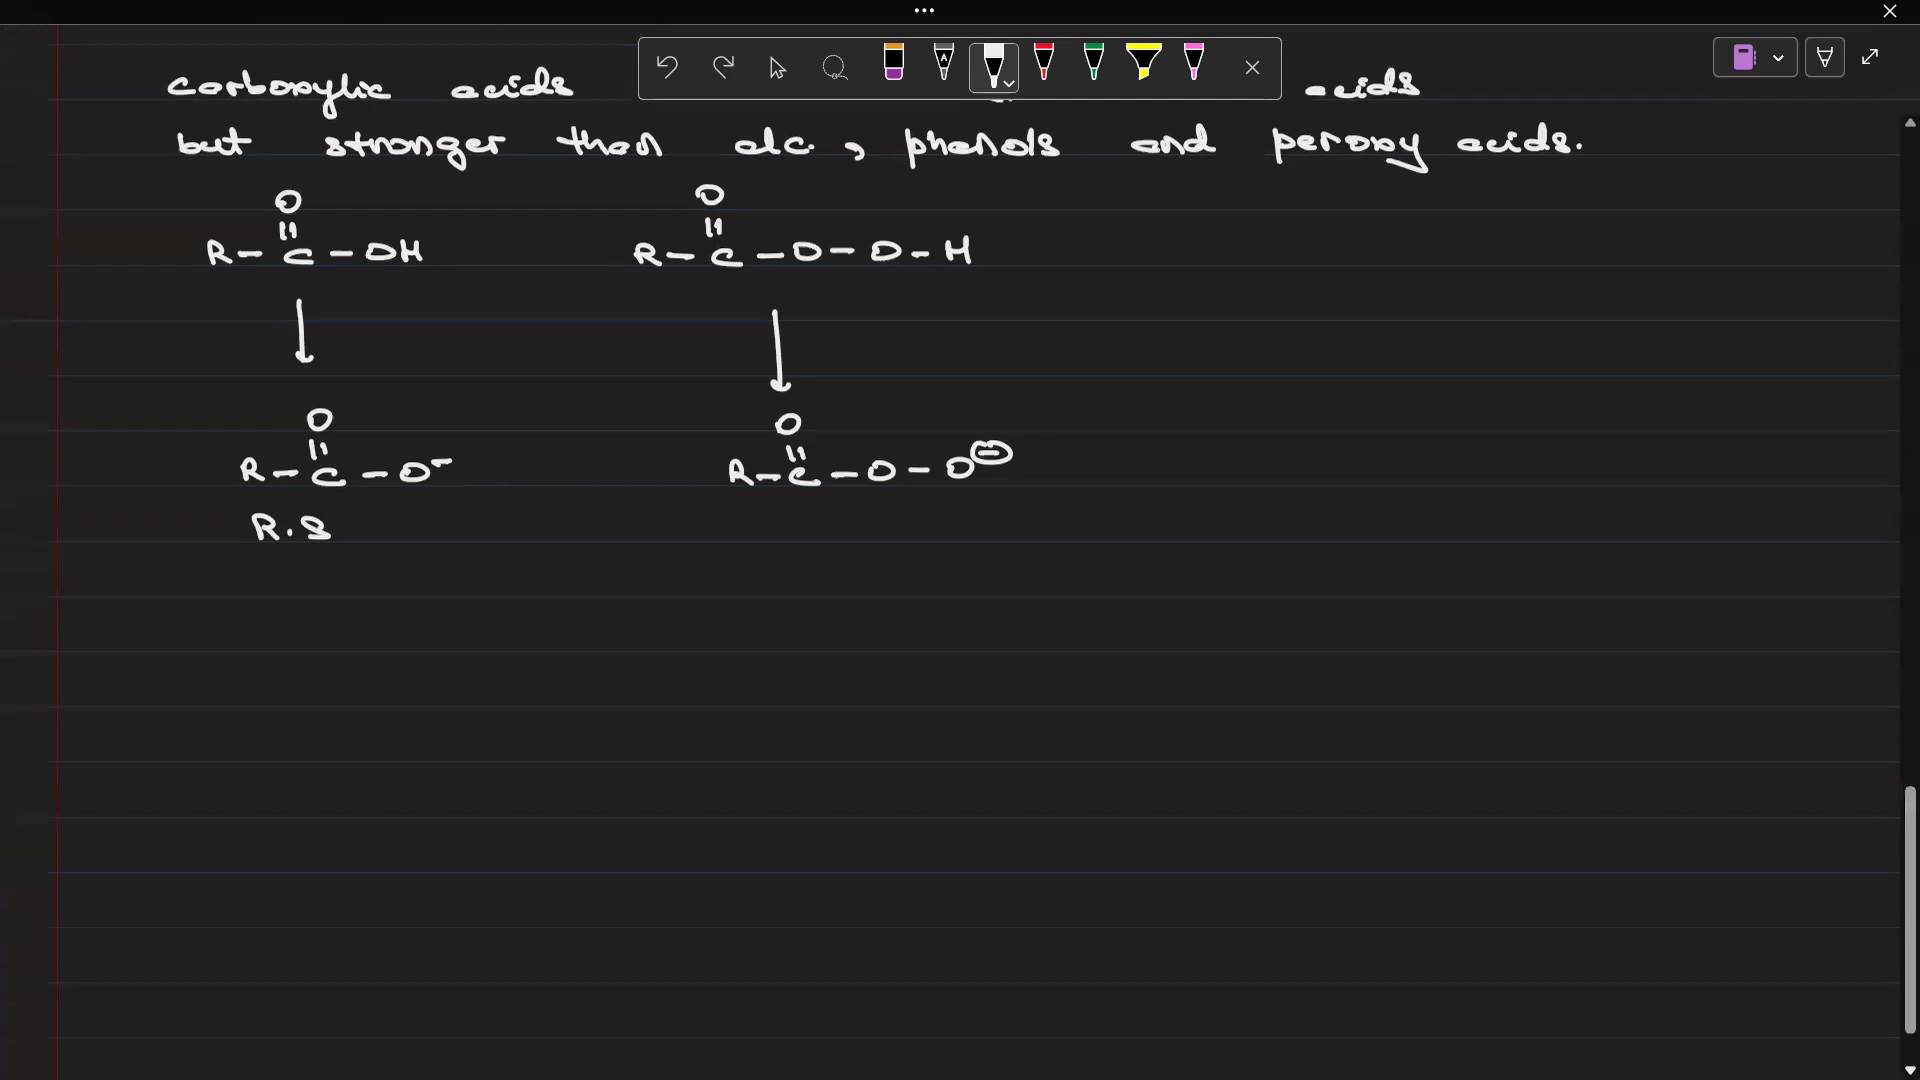 carboxylic acids acids
but stronger than alc., phenols and peroxy acids.
O O
|| ||
R - C - OH R - C - O - O - H
O O
|| ||
R - C - O⁻ R - C - O - O⊖
R.S